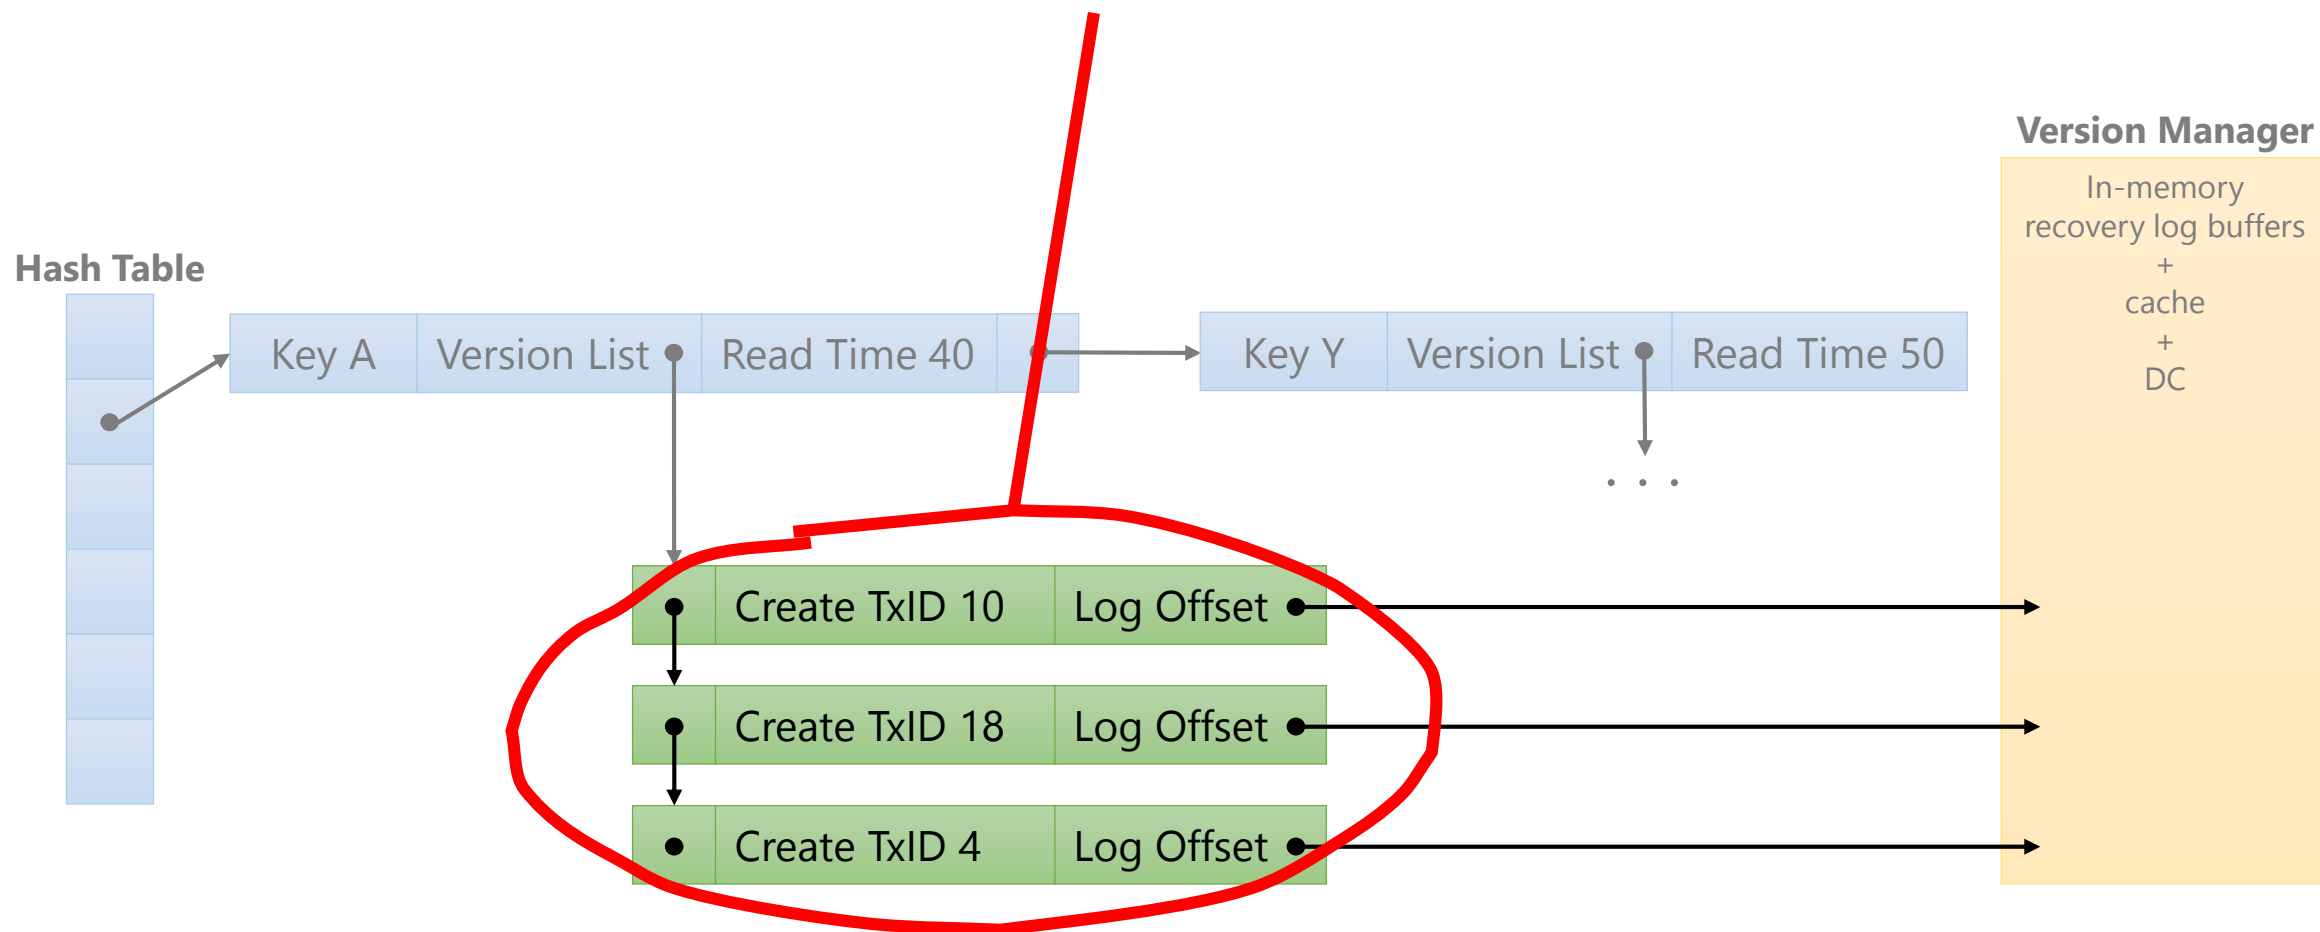 Version Manager
In-memory
recovery log buffers
+
cache
+
DC
Hash Table
Key A Version List Read Time 40
Key Y Version List Read Time 50
. . .
Create TxID 10 Log Offset
Create TxID 18 Log Offset
Create TxID 4 Log Offset